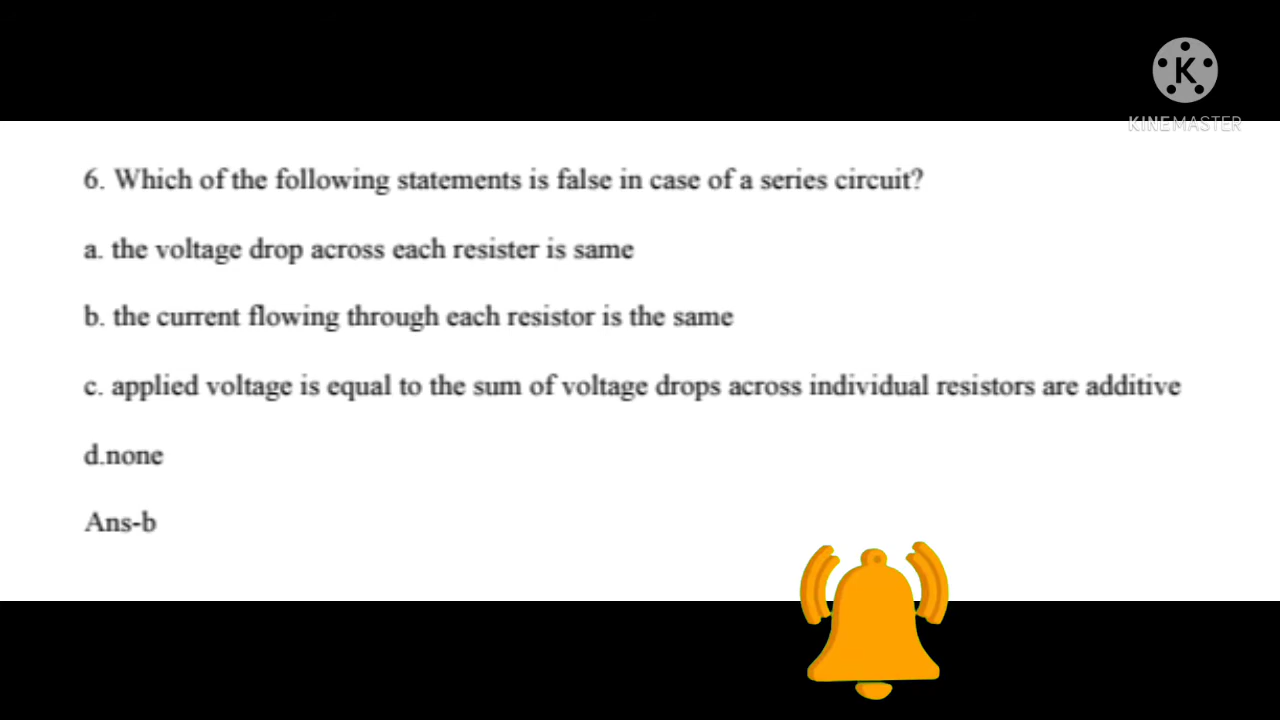 K
KINEMASTER
6. Which of the following statements is false in case of a series circuit?
a. the voltage drop across each resister is same
b. the current flowing through each resistor is the same
c. applied voltage is equal to the sum of voltage drops across individual resistors are additive
d.none
Ans-b